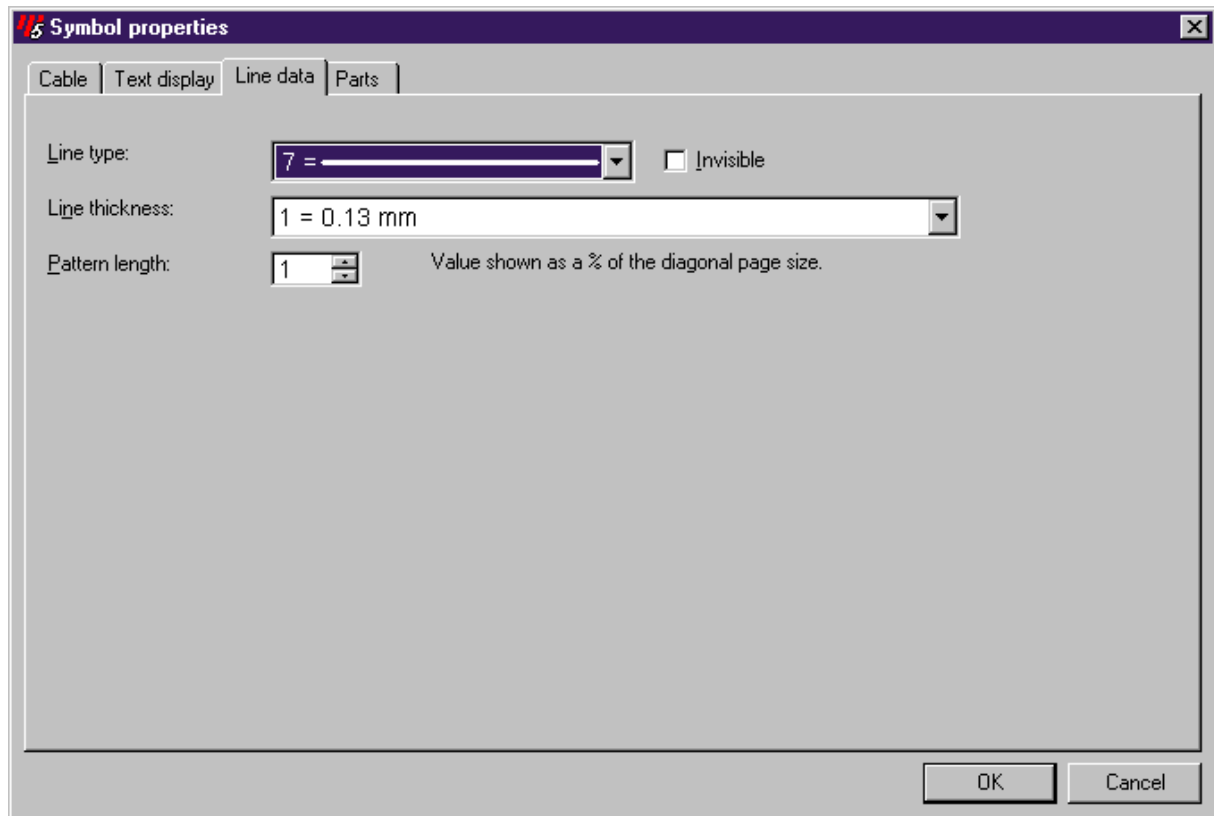 Symbol properties
Cable Text display Line data Parts
Line type: 7 = Invisible
Line thickness: 1 = 0.13 mm
Pattern length: 1 Value shown as a % of the diagonal page size.
OK Cancel